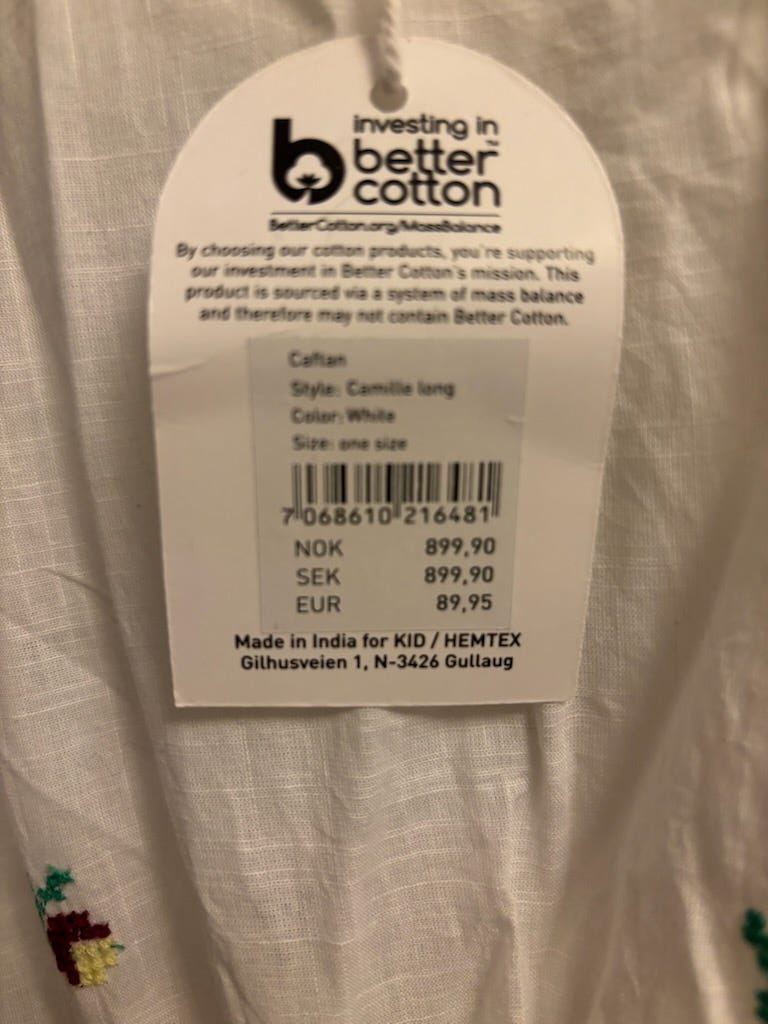 investing in
better™
cotton
BetterCotton.org/MassBalance
By choosing our cotton products, you're supporting
our investment in Better Cotton's mission. This
product is sourced via a system of mass balance
and therefore may not contain Better Cotton.
Caftan
Style: Camille long
Color: White
Size: one size
7 068610 216481
NOK 899,90
SEK 899,90
EUR 89,95
Made in India for KID / HEMTEX
Gilhusveien 1, N-3426 Gullaug